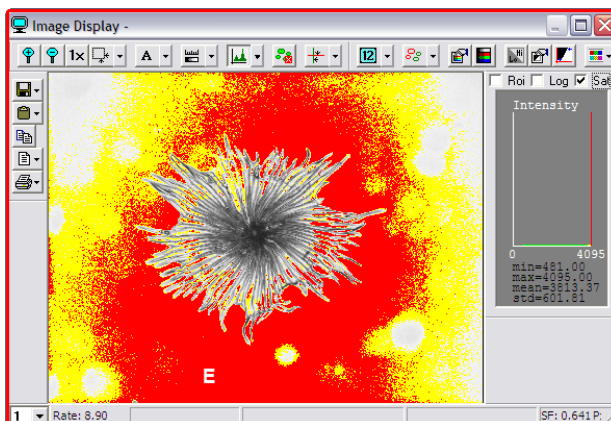 Image Display -
1x
A
12
Hi
Roi Log Sat
Intensity
0 4095
min=481.00
max=4095.00
mean=3813.37
std=601.81
E
1 Rate: 8.90 SF: 0.641 P: